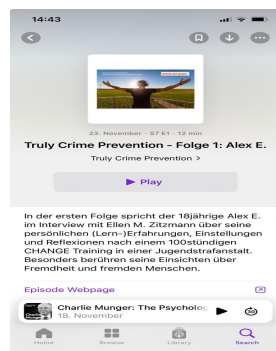 14:43
23. November · S7 E1 · 12 min
Truly Crime Prevention - Folge 1: Alex E.
Truly Crime Prevention >
Play
In der ersten Folge spricht der 18jährige Alex E.
im Interview mit Ellen M. Zitzmann über seine
persönlichen (Lern-)Erfahrungen, Einstellungen
und Reflexionen nach einem 100stündigen
CHANGE Training in einer Jugendstrafanstalt.
Besonders berühren seine Einsichten über
Fremdheit und fremden Menschen.
Episode Webpage
Charlie Munger: The Psycholog
18. November
30
Home
Browse
Library
Search